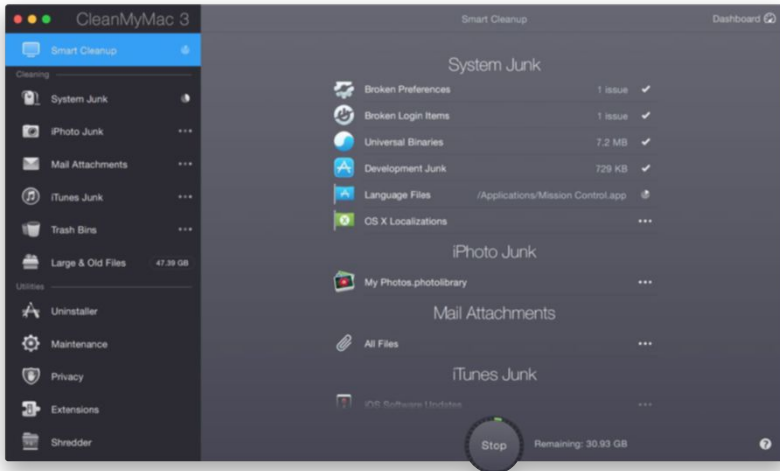 CleanMyMac 3
Smart Cleanup
Dashboard
Smart Cleanup
Cleaning
System Junk
iPhoto Junk
Mail Attachments
iTunes Junk
Trash Bins
Large & Old Files 47.39 GB
Utilities
Uninstaller
Maintenance
Privacy
Extensions
Shredder
System Junk
Broken Preferences 1 issue
Broken Login Items 1 issue
Universal Binaries 7.2 MB
Development Junk 729 KB
Language Files /Applications/Mission Control.app
OS X Localizations
iPhoto Junk
My Photos.photolibrary
Mail Attachments
All Files
iTunes Junk
iOS Software Updates
Stop Remaining: 30.93 GB
?